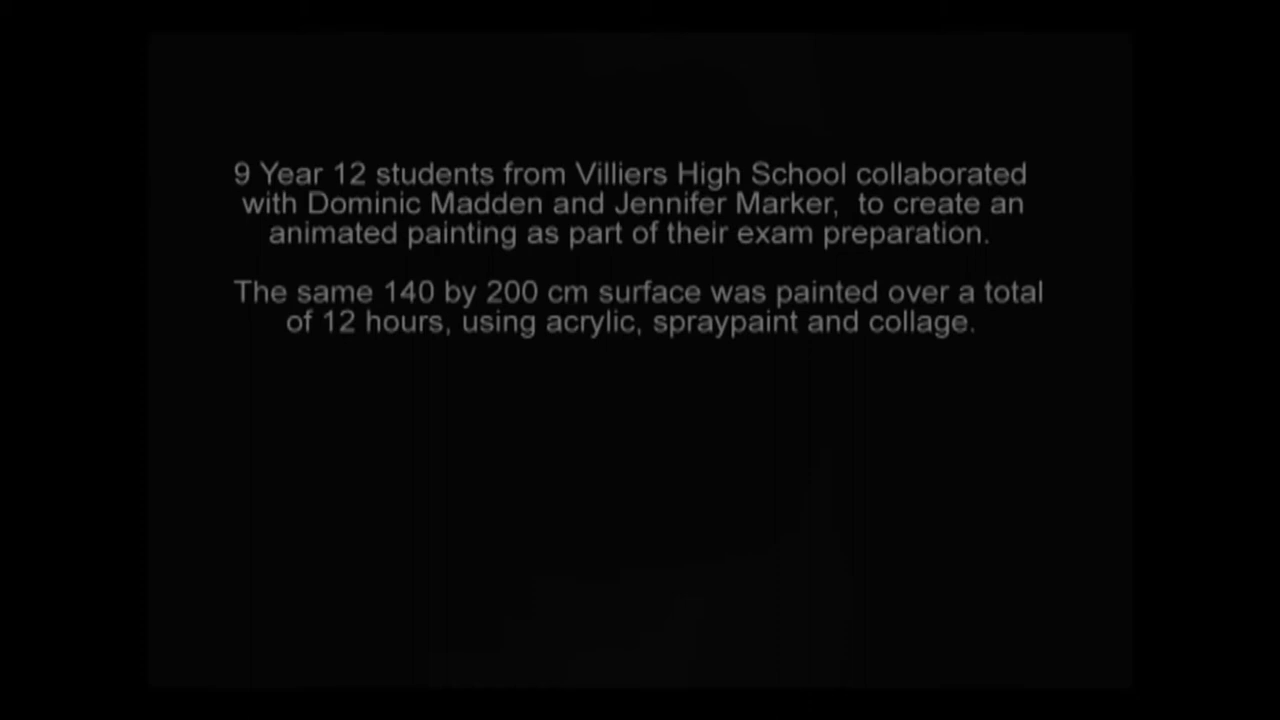 9 Year 12 students from Villiers High School collaborated
with Dominic Madden and Jennifer Marker,  to create an
animated painting as part of their exam preparation.
The same 140 by 200 cm surface was painted over a total
of 12 hours, using acrylic, spraypaint and collage.